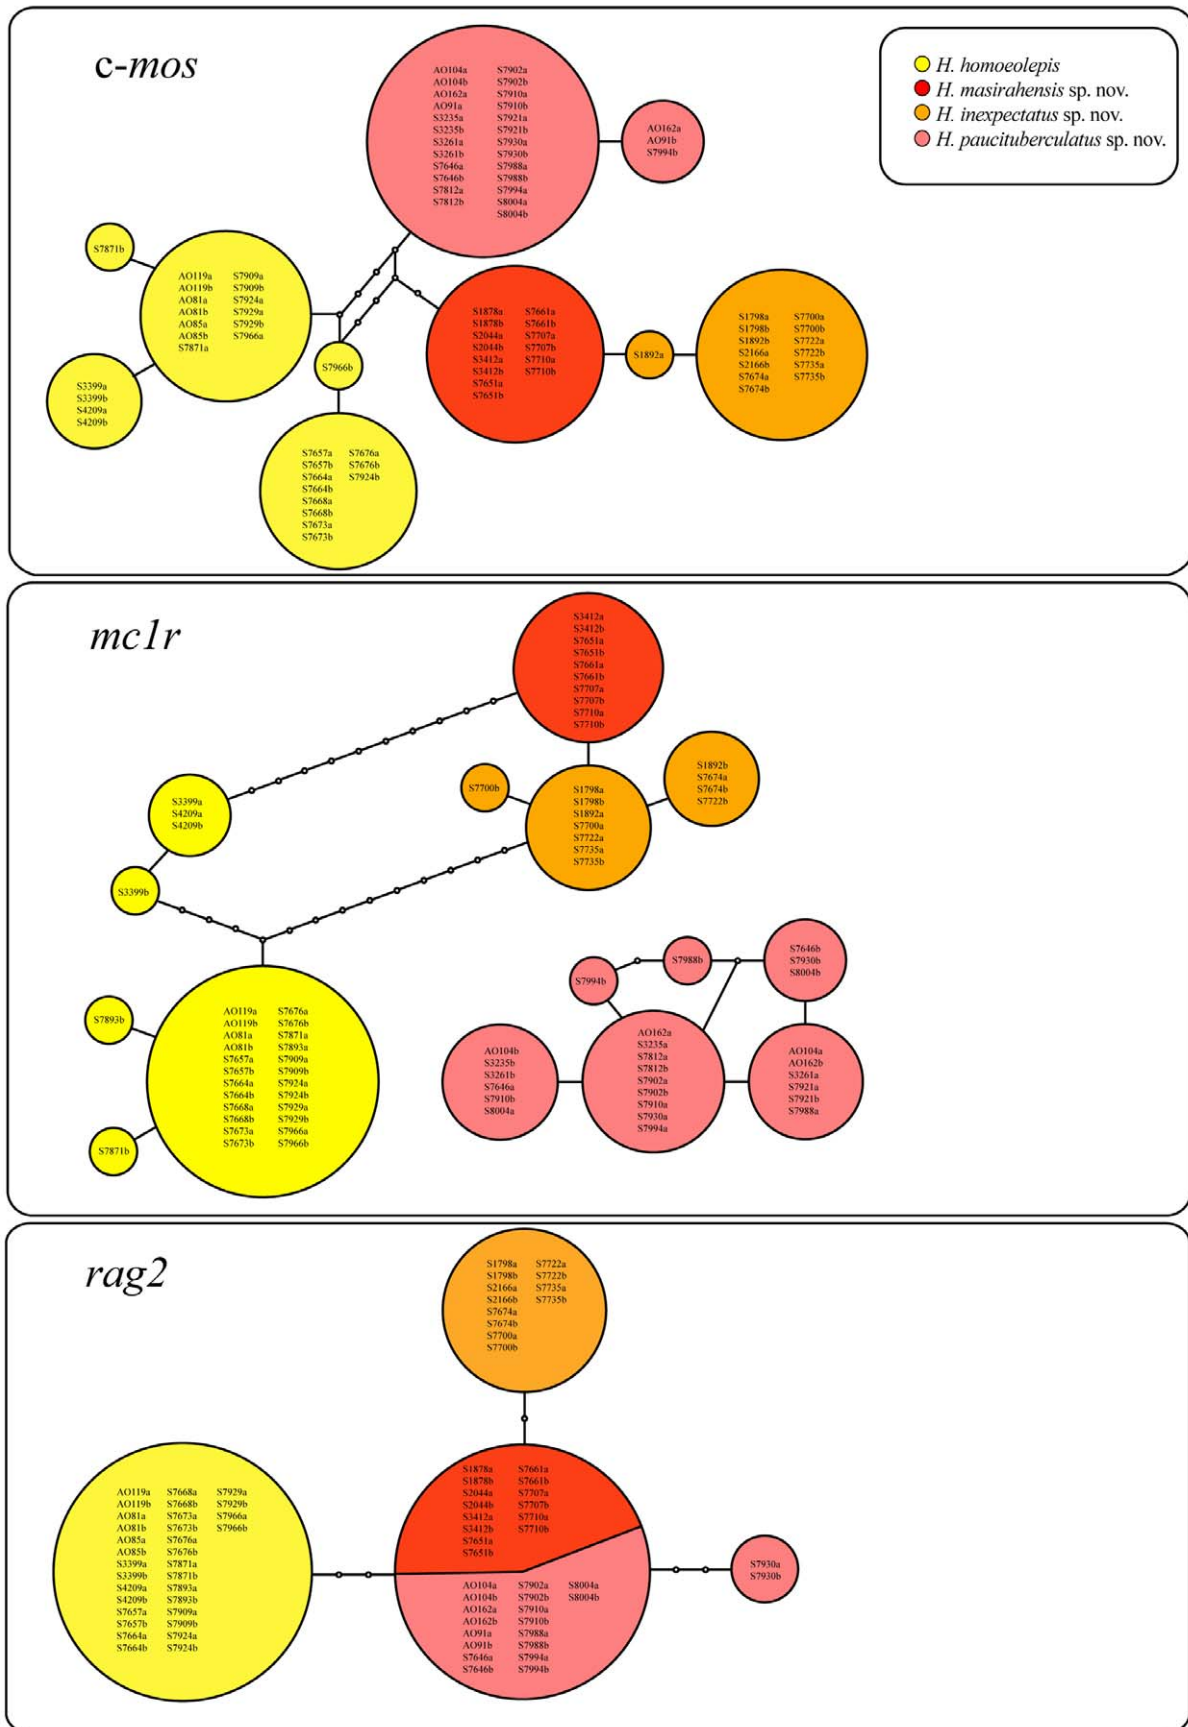 c-mos
H. homoeolepis
H. masirahensis sp. nov.
H. inexpectatus sp. nov.
H. paucituberculatus sp. nov.
AO104a S7902a
AO104b S7902b
AO162a S7910a
AO91a S7910b
S3235a S7921a
S3235b S7921b
S3261a S7930a
S3261b S7930b
S7646a S7988a
S7646b S7988b
S7812a S7994a
S7812b S8004a
S8004b
AO162a
AO91b
S7994b
S7871b
AO119a S7909a
AO119b S7909b
AO81a S7924a
AO81b S7929a
AO85a S7929b
AO85b S7966a
S7871a
S3399a
S3399b
S4209a
S4209b
S7966b
S7657a S7676a
S7657b S7676b
S7664a S7924b
S7664b
S7668a
S7668b
S7673a
S7673b
S1878a S7661a
S1878b S7661b
S2044a S7707a
S2044b S7707b
S3412a S7710a
S3412b S7710b
S7651a
S7651b
S1892a
S1798a S7700a
S1798b S7700b
S1892b S7722a
S2166a S7722b
S2166b S7735a
S7674a S7735b
S7674b
mc1r
S3412a
S3412b
S7651a
S7651b
S7661a
S7661b
S7707a
S7707b
S7710a
S7710b
S7700b
S1798a
S1798b
S1892a
S7700a
S7722a
S7735a
S7735b
S1892b
S7674a
S7674b
S7722b
S3399a
S4209a
S4209b
S3399b
S7893b
S7871b
AO119a S7676a
AO119b S7676b
AO81a S7871a
AO81b S7893a
S7657a S7909a
S7657b S7909b
S7664a S7924a
S7664b S7924b
S7668a S7929a
S7668b S7929b
S7673a S7966a
S7673b S7966b
S7994b
S7988b
S7646b
S7930b
S8004b
AO104b
S3235b
S3261b
S7646a
S7910b
S8004a
AO162a
S3235a
S7812a
S7812b
S7902a
S7902b
S7910a
S7930a
S7994a
AO104a
AO162b
S3261a
S7921a
S7921b
S7988a
rag2
S1798a S7722a
S1798b S7722b
S2166a S7735a
S2166b S7735b
S7674a
S7674b
S7700a
S7700b
AO119a S7668a S7929a
AO119b S7668b S7929b
AO81a S7673a S7966a
AO81b S7673b S7966b
AO85a S7676a
AO85b S7676b
S3399a S7871a
S3399b S7871b
S4209a S7893a
S4209b S7893b
S7657a S7909a
S7657b S7909b
S7664a S7924a
S7664b S7924b
S1878a S7661a
S1878b S7661b
S2044a S7707a
S2044b S7707b
S3412a S7710a
S3412b S7710b
S7651a
S7651b
AO104a S7902a S8004a
AO104b S7902b S8004b
AO162a S7910a
AO162b S7910b
AO91a S7988a
AO91b S7988b
S7646a S7994a
S7646b S7994b
S7930a
S7930b